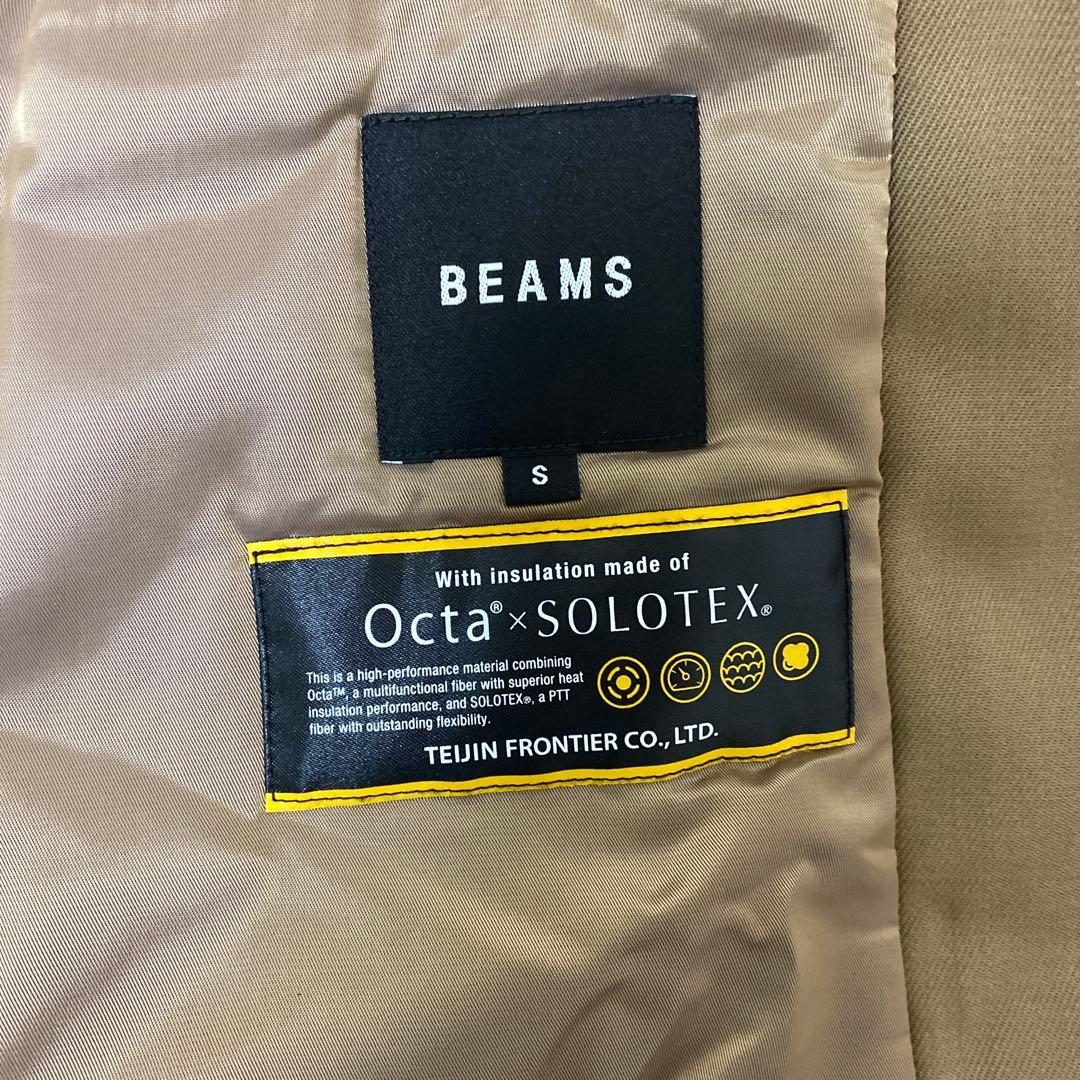 BEAMS
S
With insulation made of
Octa® × SOLOTEX®
This is a high-performance material combining
Octa™, a multifunctional fiber with superior heat
insulation performance, and SOLOTEX®, a PTT
fiber with outstanding flexibility.
TEIJIN FRONTIER CO., LTD.